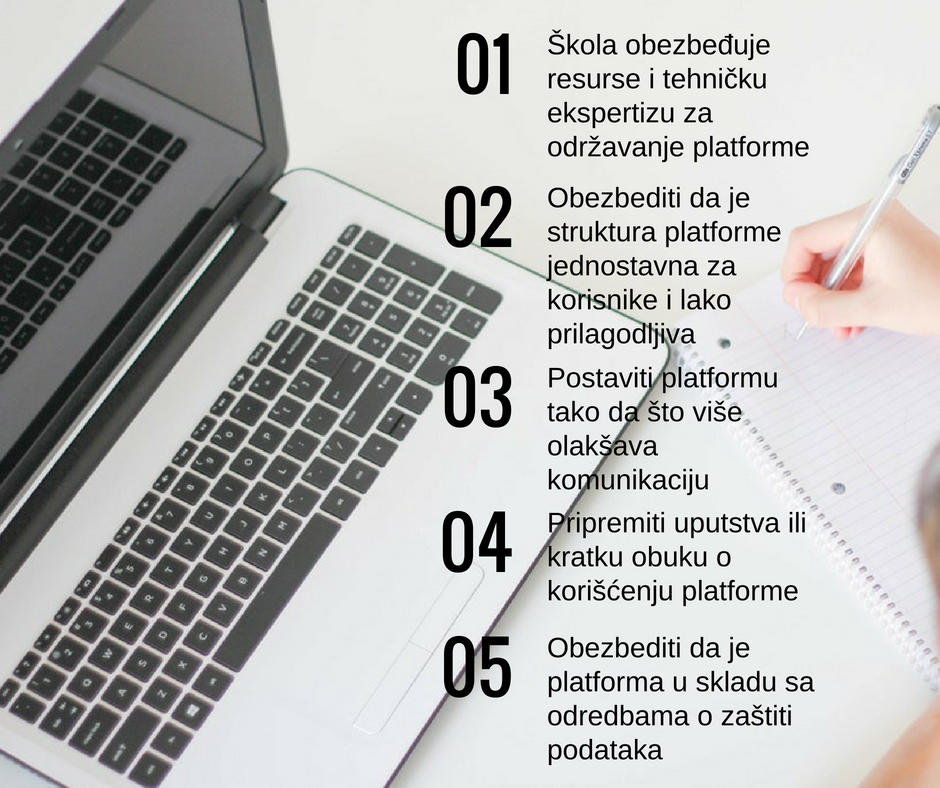 01
Škola obezbeđuje
resurse i tehničku
ekspertizu za
održavanje platforme
02
Obezbediti da je
struktura platforme
jednostavna za
korisnike i lako
prilagodljiva
03
Postaviti platformu
tako da što više
olakšava
komunikaciju
04
Pripremiti uputstva ili
kratku obuku o
korišćenju platforme
05
Obezbediti da je
platforma u skladu sa
odredbama o zaštiti
podataka